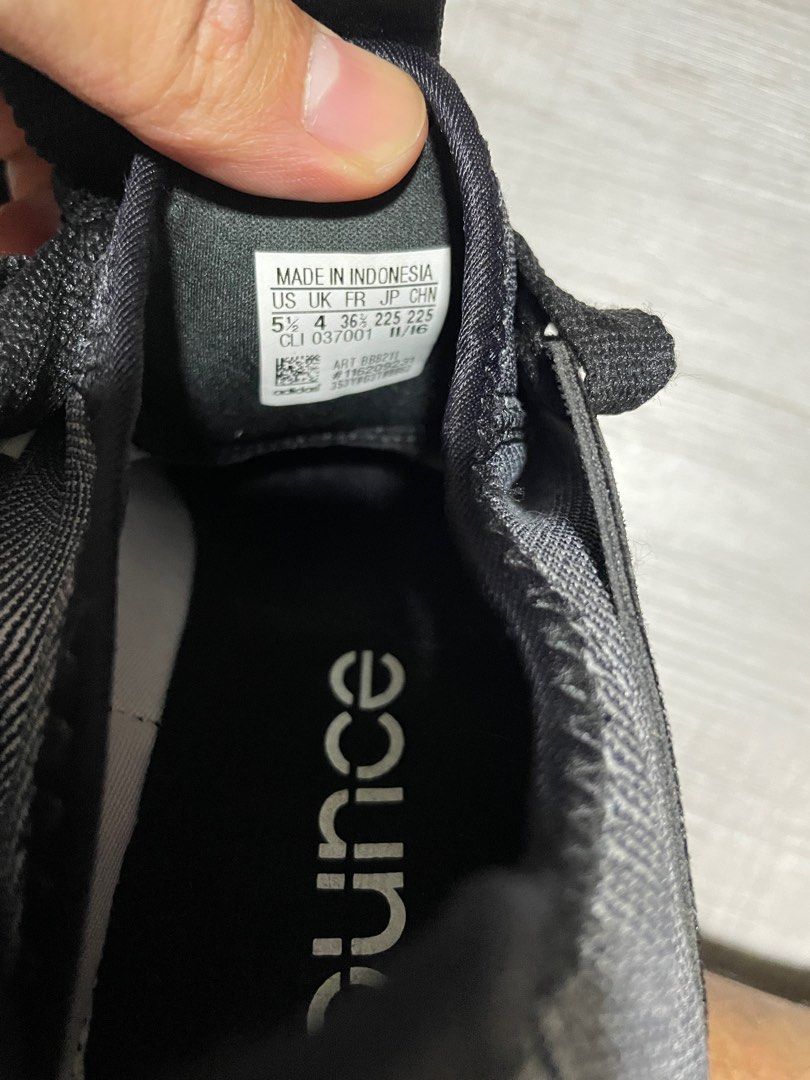 MADE IN INDONESIA
US UK FR JP CHN
5½ 4 36⅔ 225 225
CLI 037001 11/16
ART
adidas
ounce